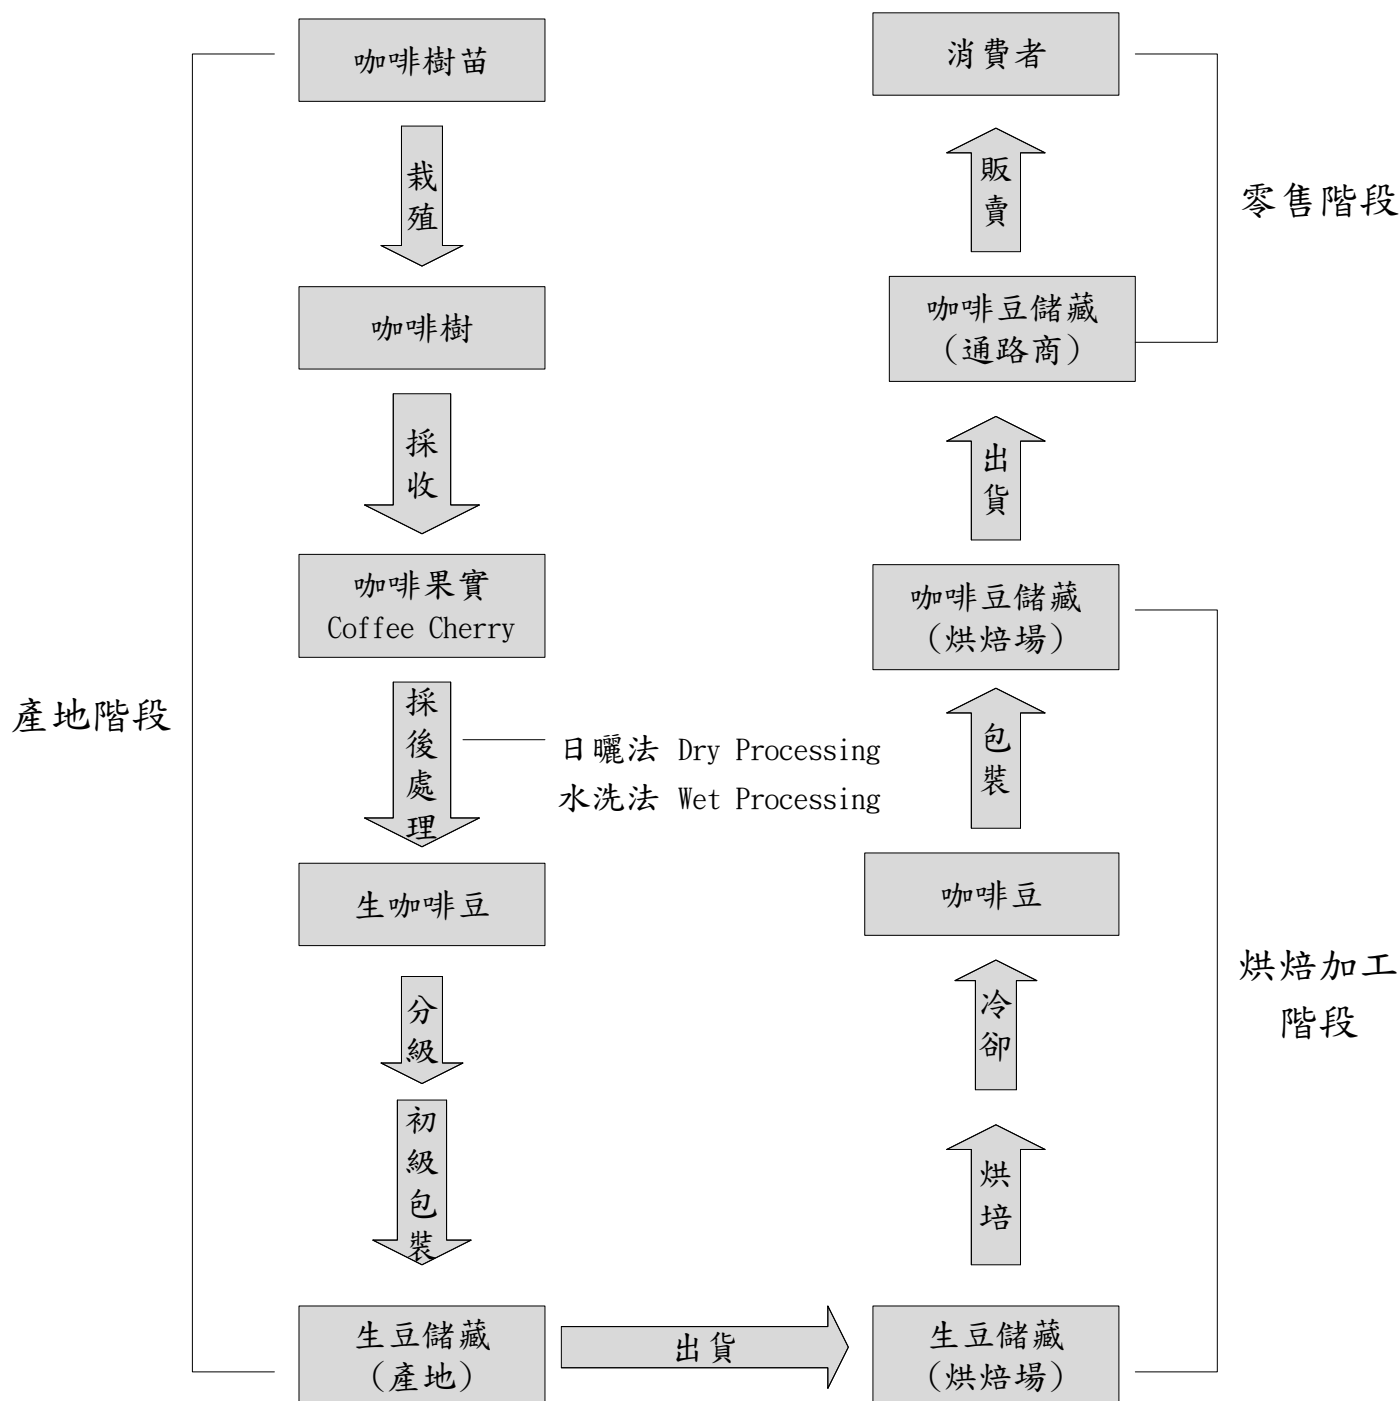 咖啡樹苗
栽
殖
咖啡樹
採
收
咖啡果實
Coffee Cherry
採
後
處
理
日曬法 Dry Processing
水洗法 Wet Processing
生咖啡豆
分
級
初
級
包
裝
生豆儲藏
(產地)
產地階段
出貨
生豆儲藏
(烘焙場)
烘
培
冷
卻
咖啡豆
包
裝
咖啡豆儲藏
(烘焙場)
烘焙加工
階段
出
貨
咖啡豆儲藏
(通路商)
販
賣
消費者
零售階段